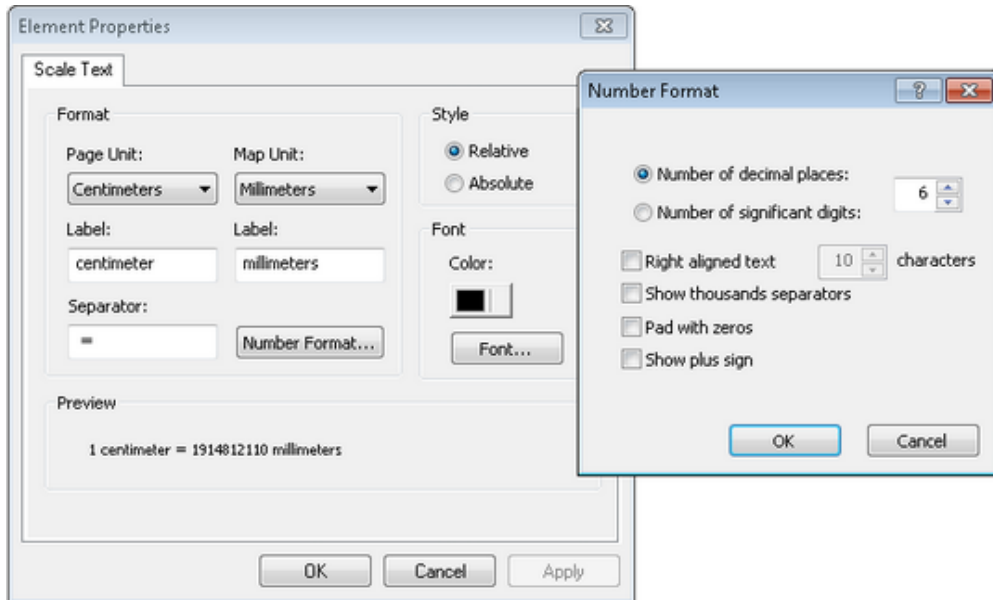 Element Properties
Scale Text
Format
Page Unit:
Map Unit:
Centimeters
Millimeters
Label:
Label:
centimeter
millimeters
Separator:
=
Number Format...
Style
Relative
Absolute
Font
Color:
Font...
Preview
1 centimeter = 1914812110 millimeters
OK
Cancel
Apply
Number Format
?
Number of decimal places:
6
Number of significant digits:
Right aligned text
10
characters
Show thousands separators
Pad with zeros
Show plus sign
OK
Cancel